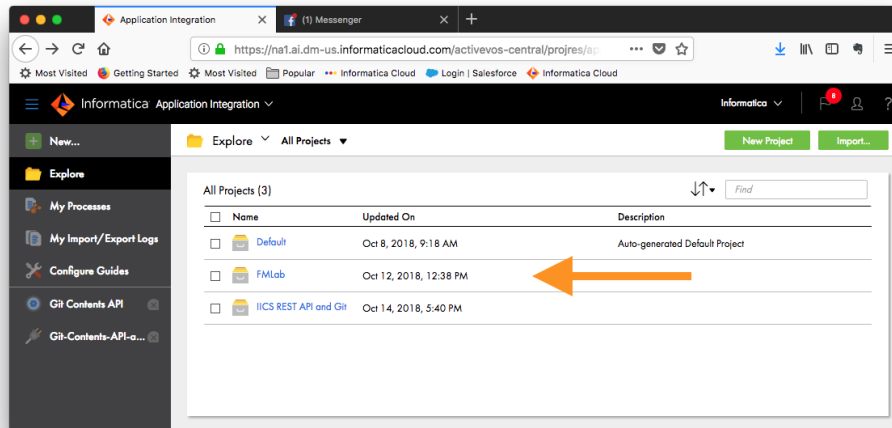 Application Integration
(1) Messenger
https://na1.ai.dm-us.informaticacloud.com/activevos-central/projres/ap
Most Visited Getting Started Most Visited Popular Informatica Cloud Login | Salesforce Informatica Cloud
Informatica Application Integration Informatica 8 ?
New...
Explore All Projects
New Project Import...
Explore
My Processes
My Import/Export Logs
Configure Guides
Git Contents API
Git-Contents-API-a...
All Projects (3) Find
Name Updated On Description
Default Oct 8, 2018, 9:18 AM Auto-generated Default Project
FMLab Oct 12, 2018, 12:38 PM
IICS REST API and Git Oct 14, 2018, 5:40 PM